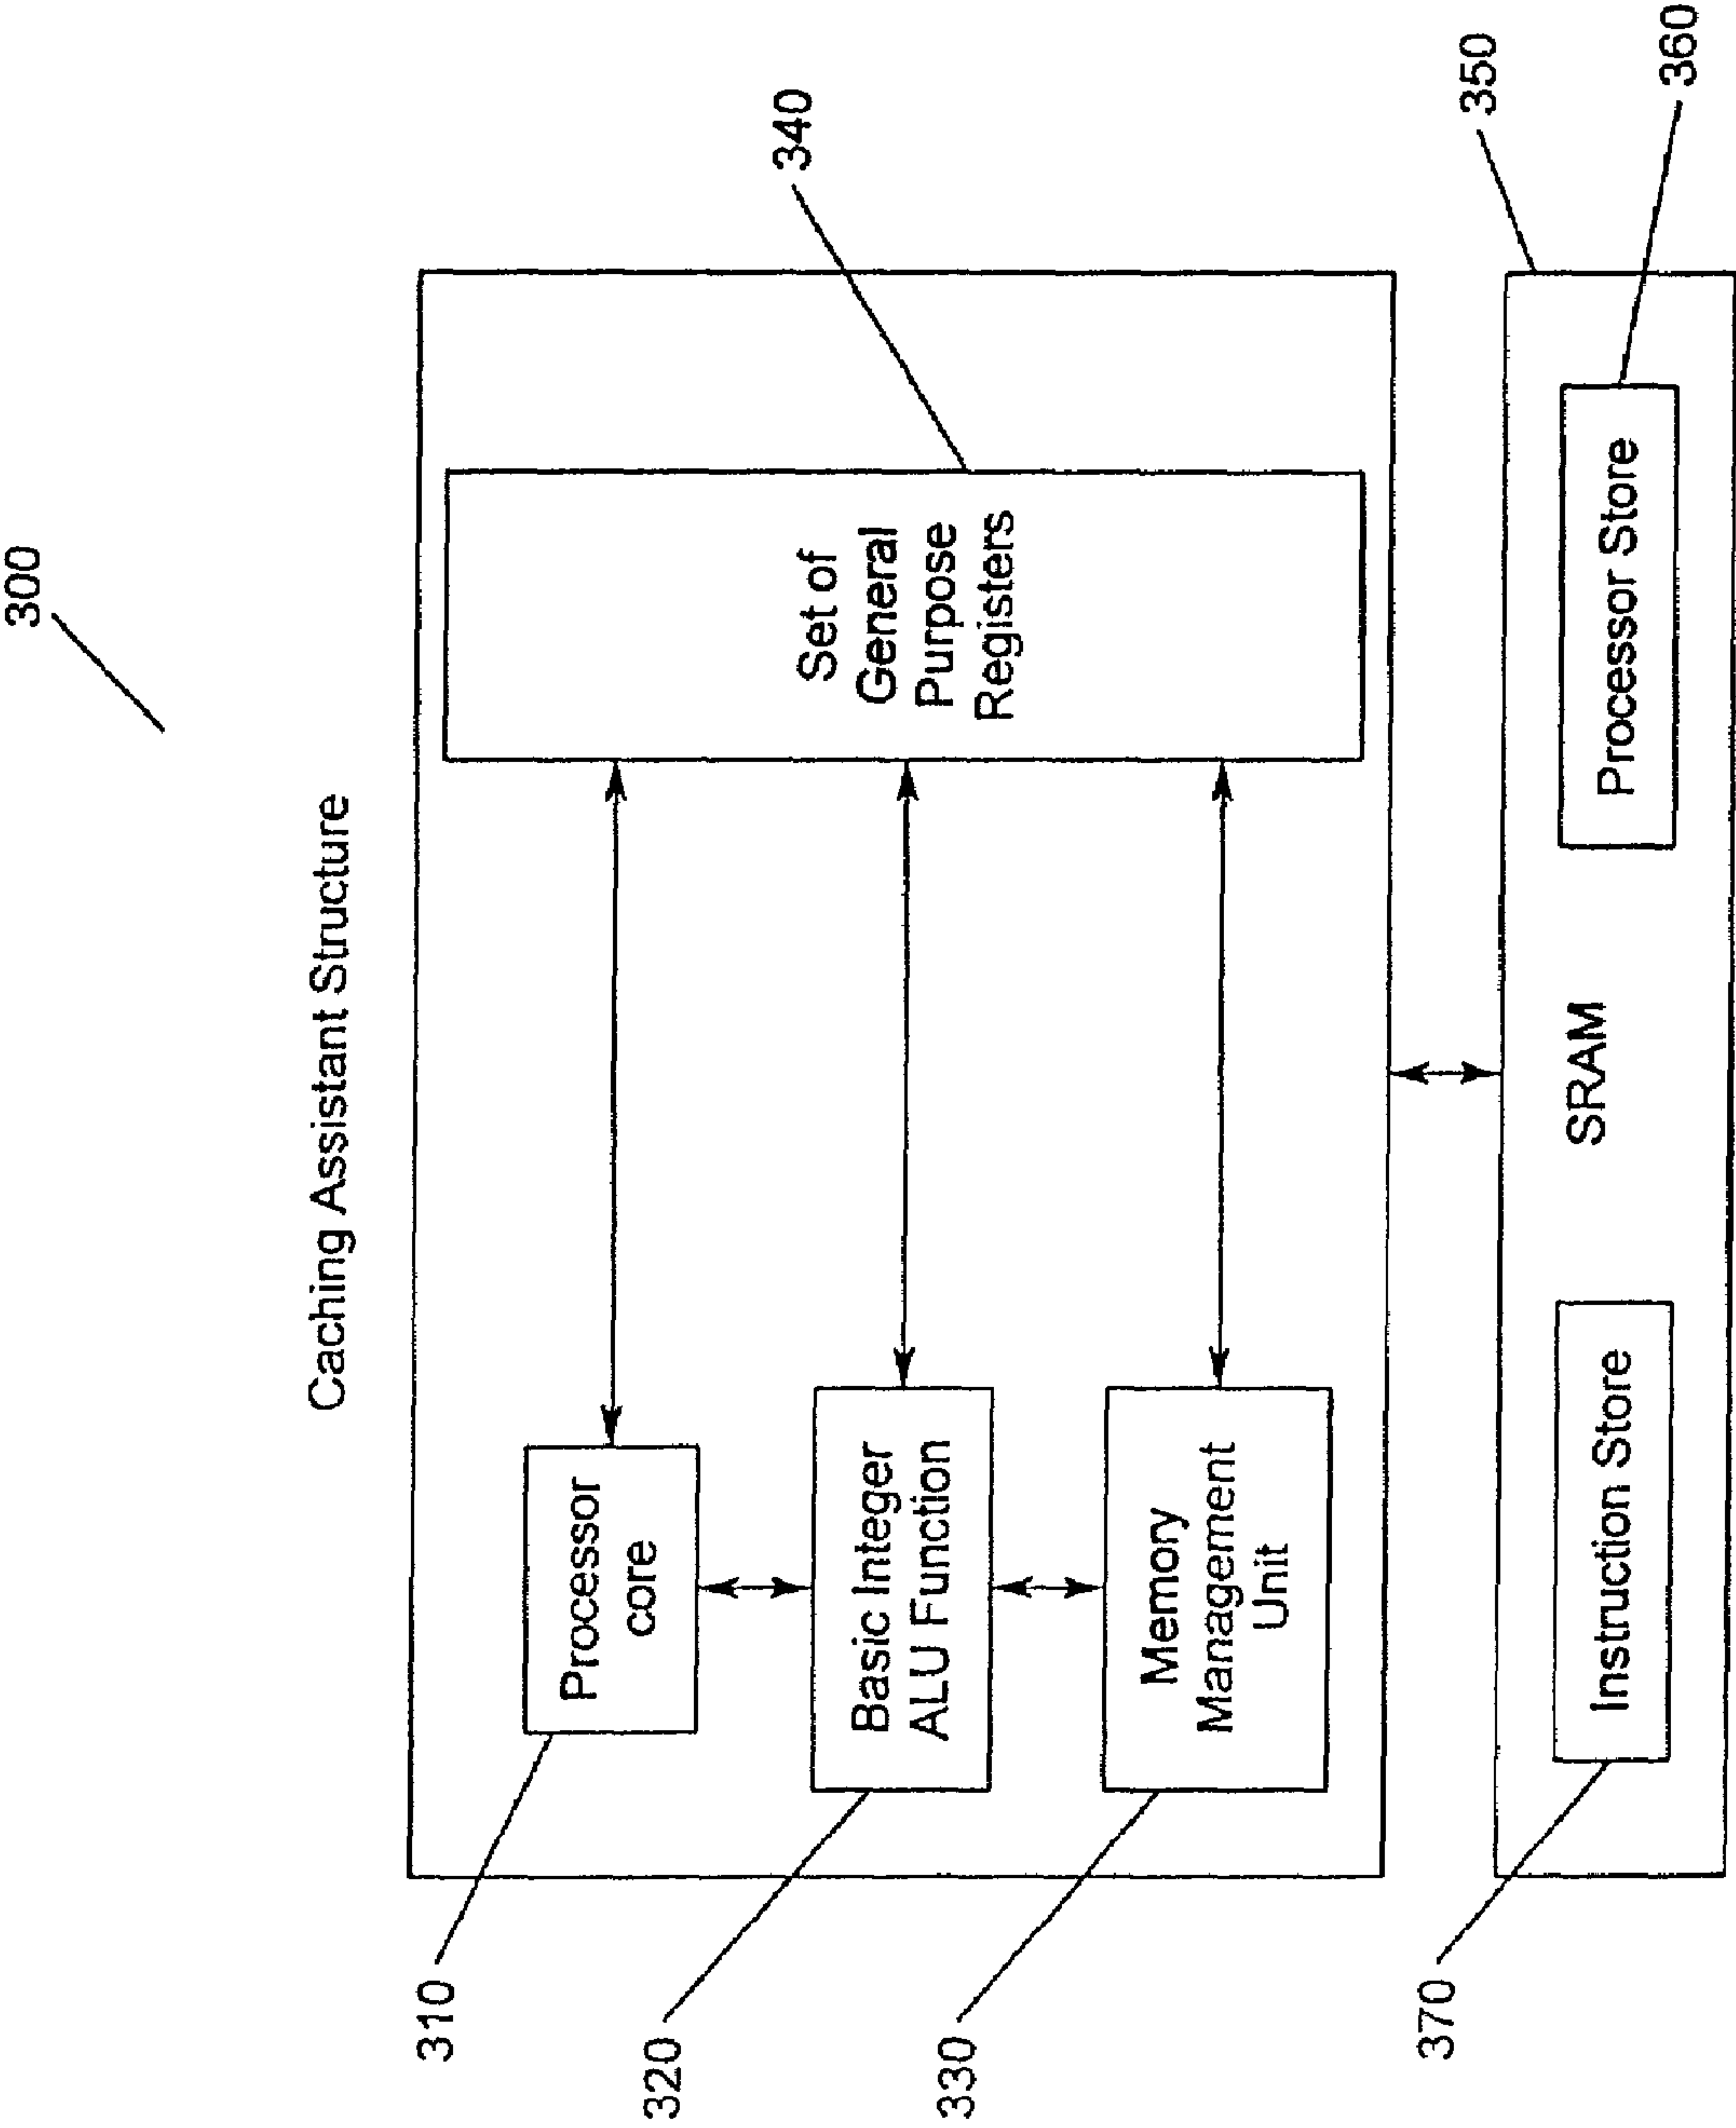 300
Caching Assistant Structure
310
Processor
core
320
Basic Integer
ALU Function
330
Memory
Management
Unit
340
Set of
General
Purpose
Registers
350
SRAM
370
Instruction Store
360
Processor Store